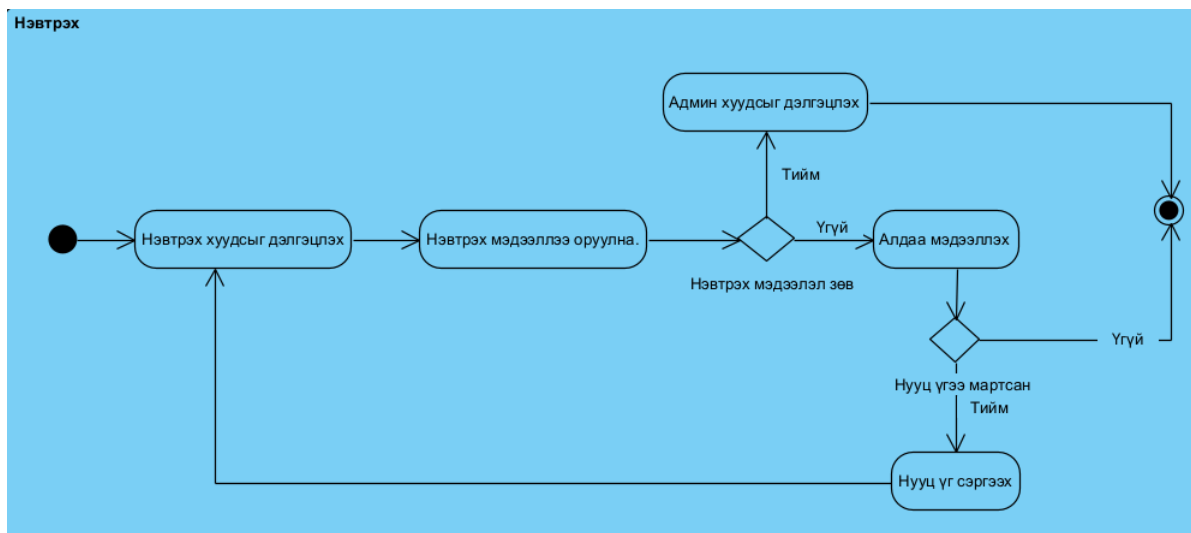 Нэвтрэх
Админ хуудсыг дэлгэцлэх
Тийм
Нэвтрэх хуудсыг дэлгэцлэх
Нэвтрэх мэдээллээ оруулна.
Үгүй
Алдаа мэдээллэх
Нэвтрэх мэдээлэл зөв
Үгүй
Нууц үгээ мартсан
Тийм
Нууц үг сэргээх